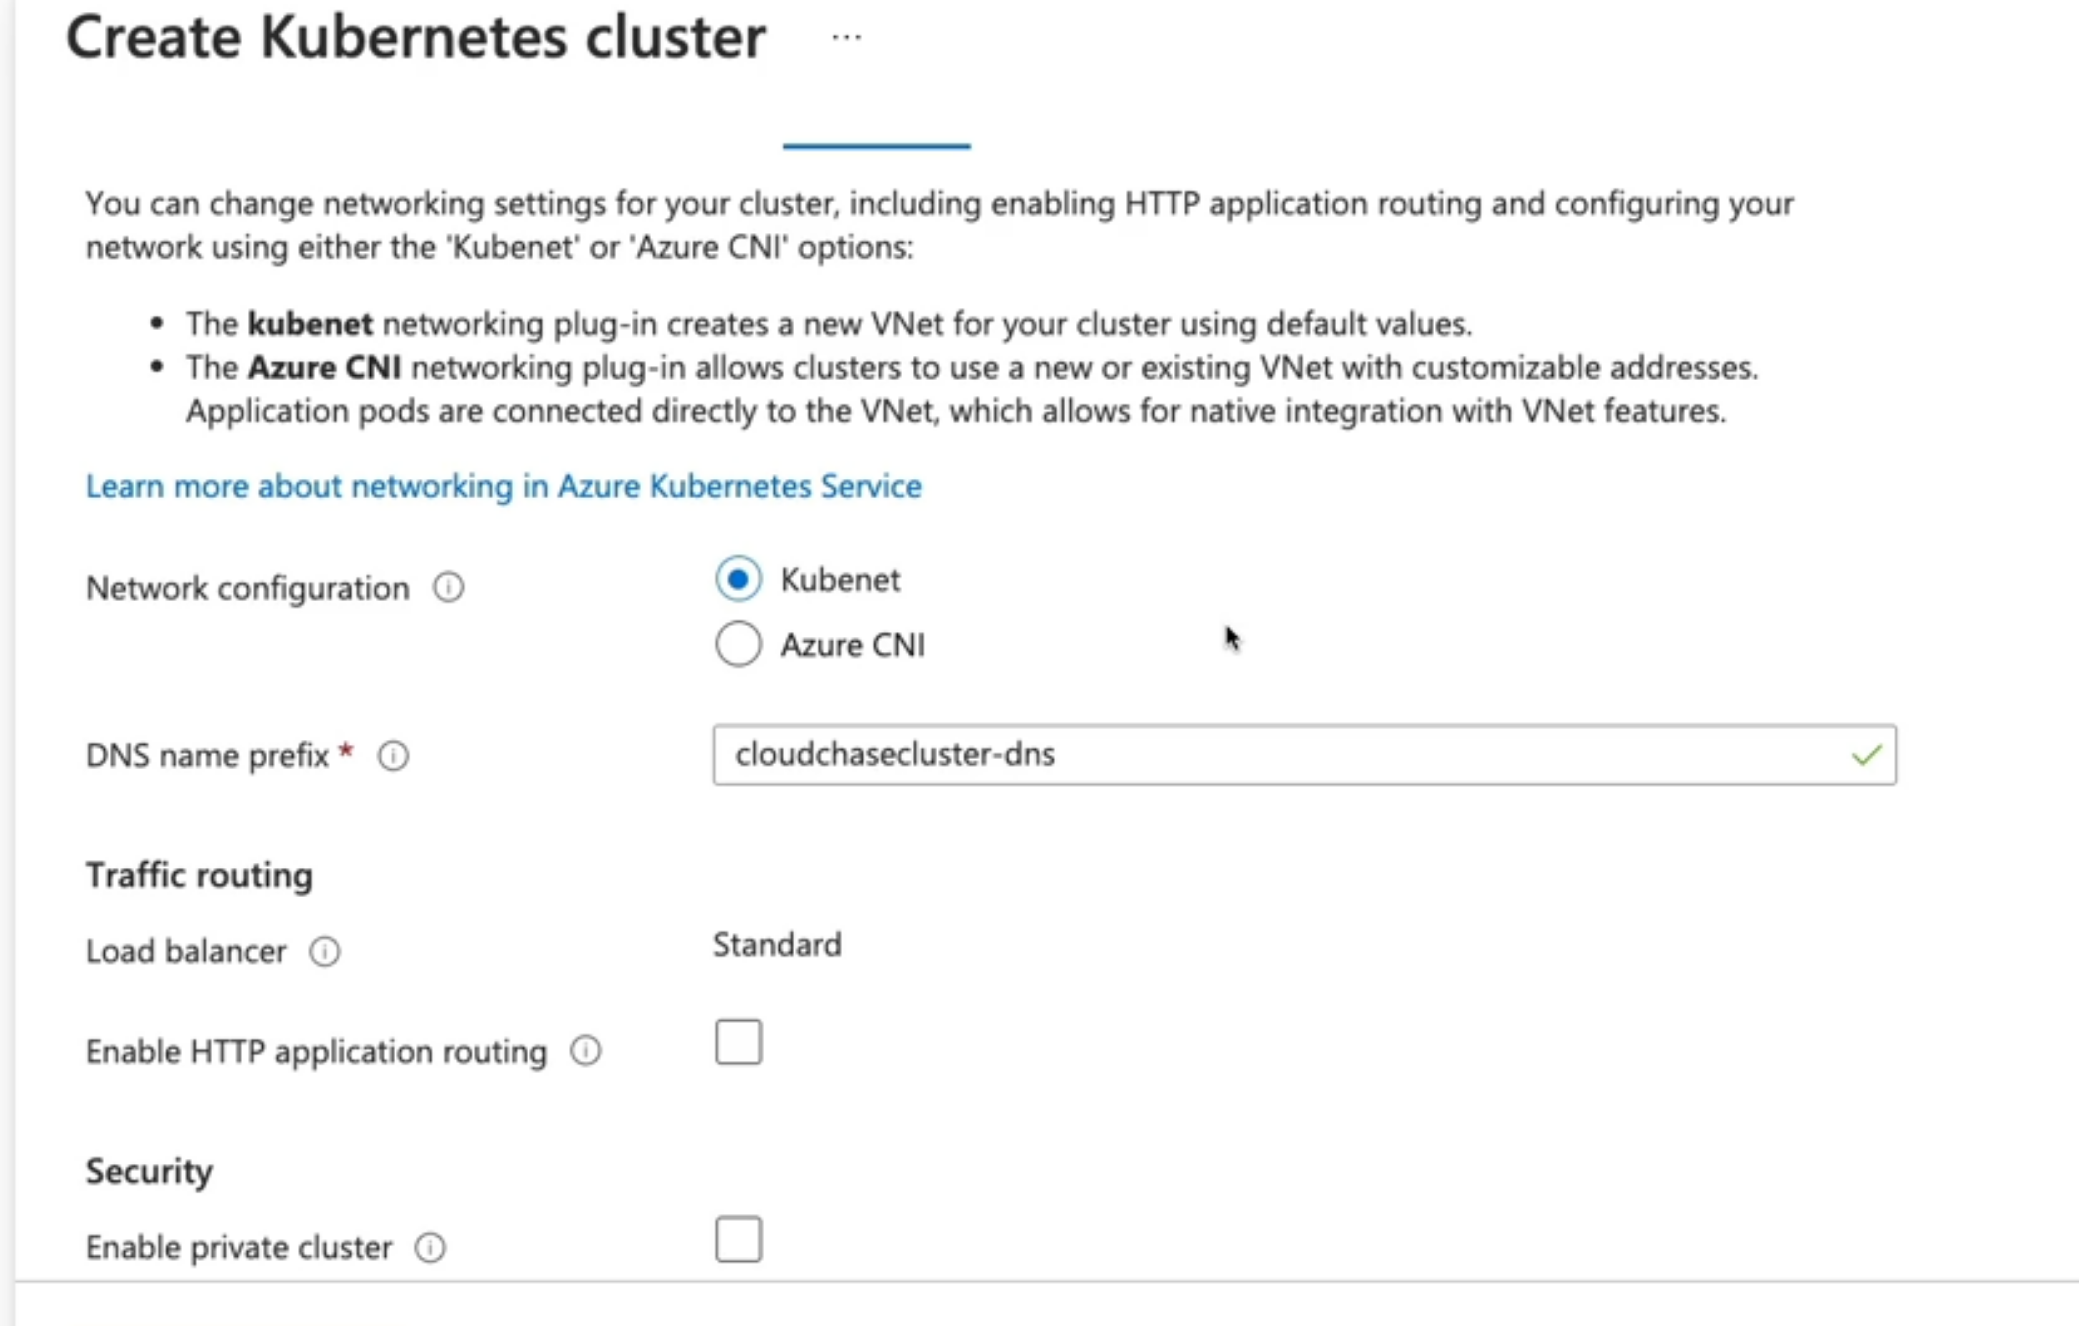 Create Kubernetes cluster ...
You can change networking settings for your cluster, including enabling HTTP application routing and configuring your
network using either the 'Kubenet' or 'Azure CNI' options:
• The kubenet networking plug-in creates a new VNet for your cluster using default values.
• The Azure CNI networking plug-in allows clusters to use a new or existing VNet with customizable addresses.
Application pods are connected directly to the VNet, which allows for native integration with VNet features.
Learn more about networking in Azure Kubernetes Service
Network configuration
Kubenet
Azure CNI
DNS name prefix *
cloudchasecluster-dns
Traffic routing
Load balancer
Standard
Enable HTTP application routing
Security
Enable private cluster